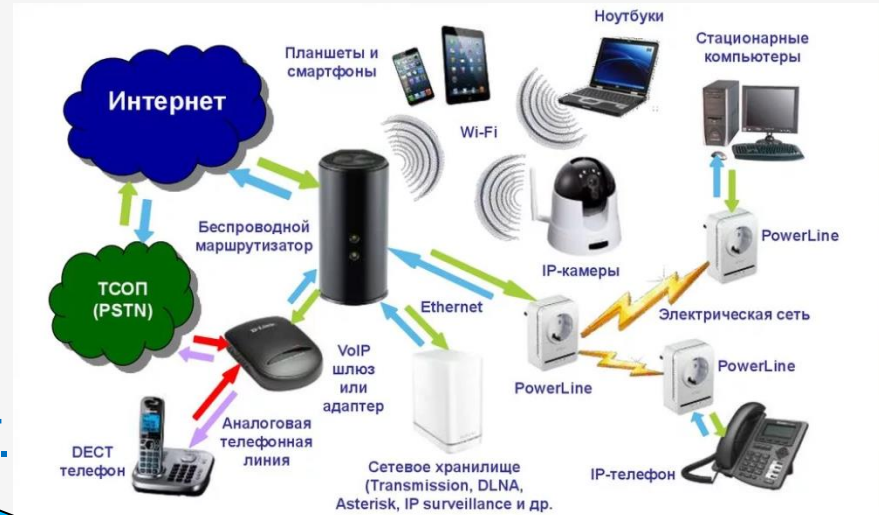 Ноутбуки
Планшеты и
смартфоны
Стационарные
компьютеры
Интернет
Wi-Fi
Беспроводной
маршрутизатор
PowerLine
IP-камеры
ТСОП
(PSTN)
Ethernet
Электрическая сеть
D-Link
VoIP
шлюз
или
адаптер
PowerLine
PowerLine
Аналоговая
телефонная
линия
DECT
телефон
Сетевое хранилище
(Transmission, DLNA,
Asterisk, IP surveillance и др.
IP-телефон